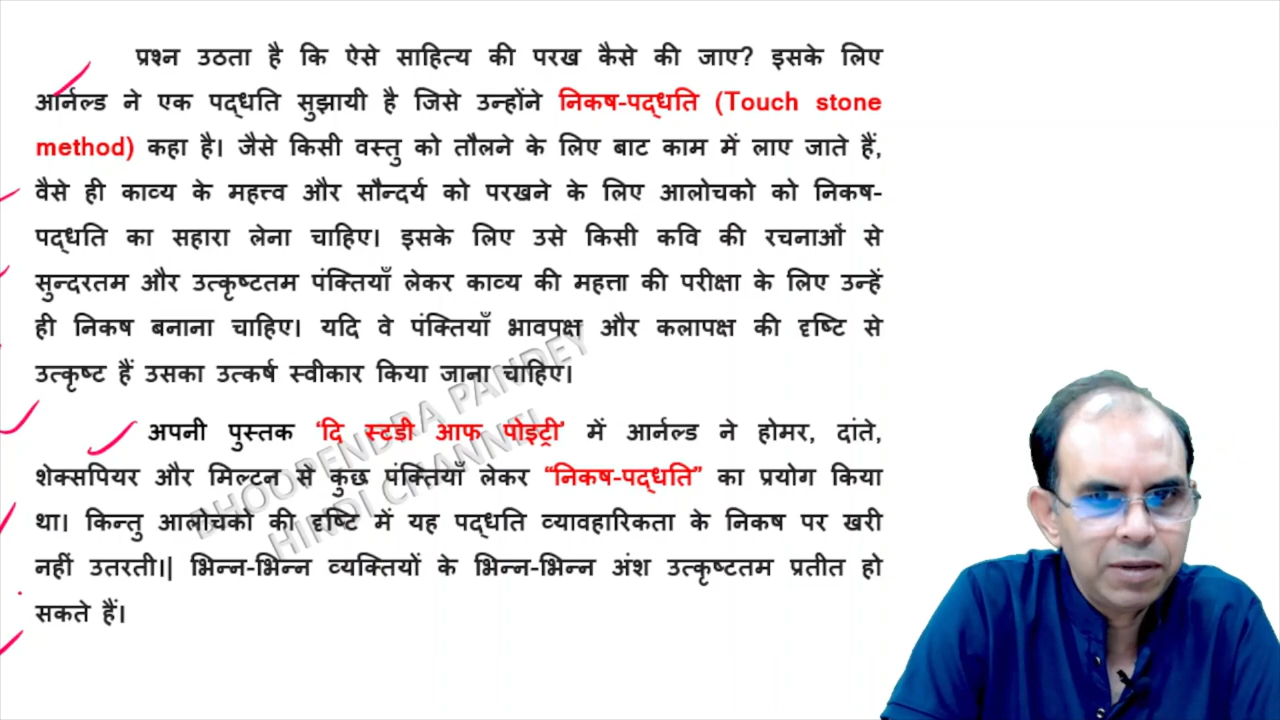 प्रश्न उठता है कि ऐसे साहित्य की परख कैसे की जाए? इसके लिए
आर्नल्ड ने एक पद्धति सुझायी है जिसे उन्होंने निकष-पद्धति (Touch stone
method) कहा है। जैसे किसी वस्तु को तौलने के लिए बाट काम में लाए जाते हैं,
वैसे ही काव्य के महत्त्व और सौन्दर्य को परखने के लिए आलोचको को निकष-
पद्धति का सहारा लेना चाहिए। इसके लिए उसे किसी कवि की रचनाओं से
सुन्दरतम और उत्कृष्टतम पंक्तियाँ लेकर काव्य की महत्ता की परीक्षा के लिए उन्हें
ही निकष बनाना चाहिए। यदि वे पंक्तियाँ भावपक्ष और कलापक्ष की दृष्टि से
उत्कृष्ट हैं उसका उत्कर्ष स्वीकार किया जाना चाहिए।
अपनी पुस्तक ‘दि स्टडी आफ पोइट्री’ में आर्नल्ड ने होमर, दांते,
शेक्सपियर और मिल्टन से कुछ पंक्तियाँ लेकर “निकष-पद्धति” का प्रयोग किया
था। किन्तु आलोचको की दृष्टि में यह पद्धति व्यावहारिकता के निकष पर खरी
नहीं उतरती।| भिन्न-भिन्न व्यक्तियों के भिन्न-भिन्न अंश उत्कृष्टतम प्रतीत हो
सकते हैं।
BHOOPENDRA PANDEY
HINDI CHANNEL